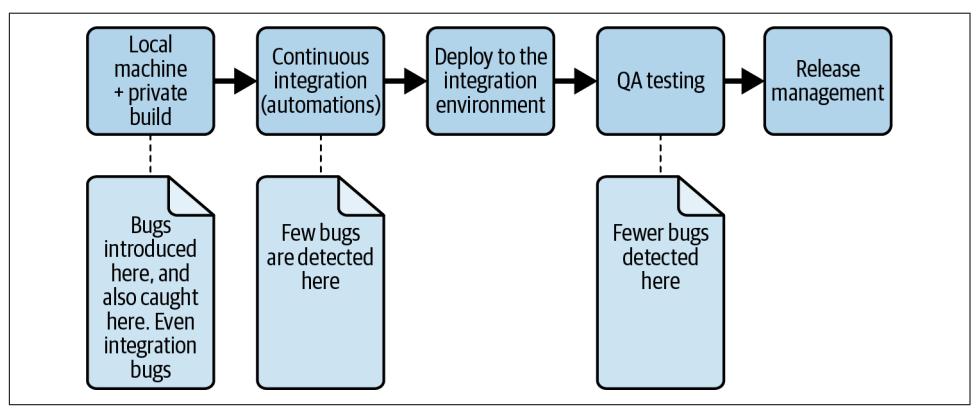 Local
machine
+ private
build
Continuous
integration
(automations)
Deploy to the
integration
environment
QA testing
Release
management
Bugs
introduced
here, and
also caught
here. Even
integration
bugs
Few bugs
are detected
here
Fewer bugs
detected
here